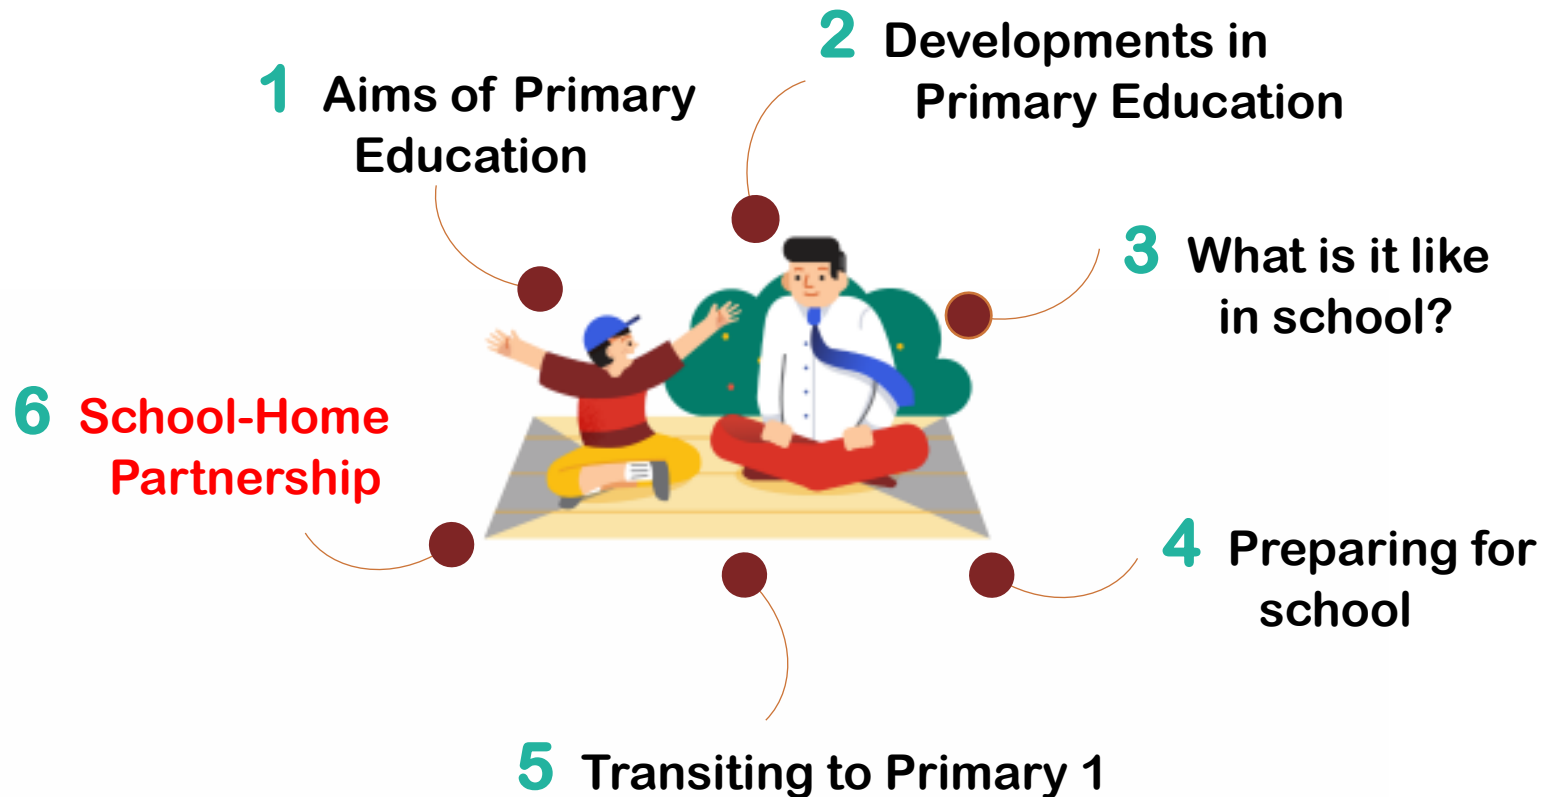 1 Aims of Primary
Education
2 Developments in
Primary Education
3 What is it like
in school?
4 Preparing for
school
5 Transiting to Primary 1
6 School-Home
Partnership